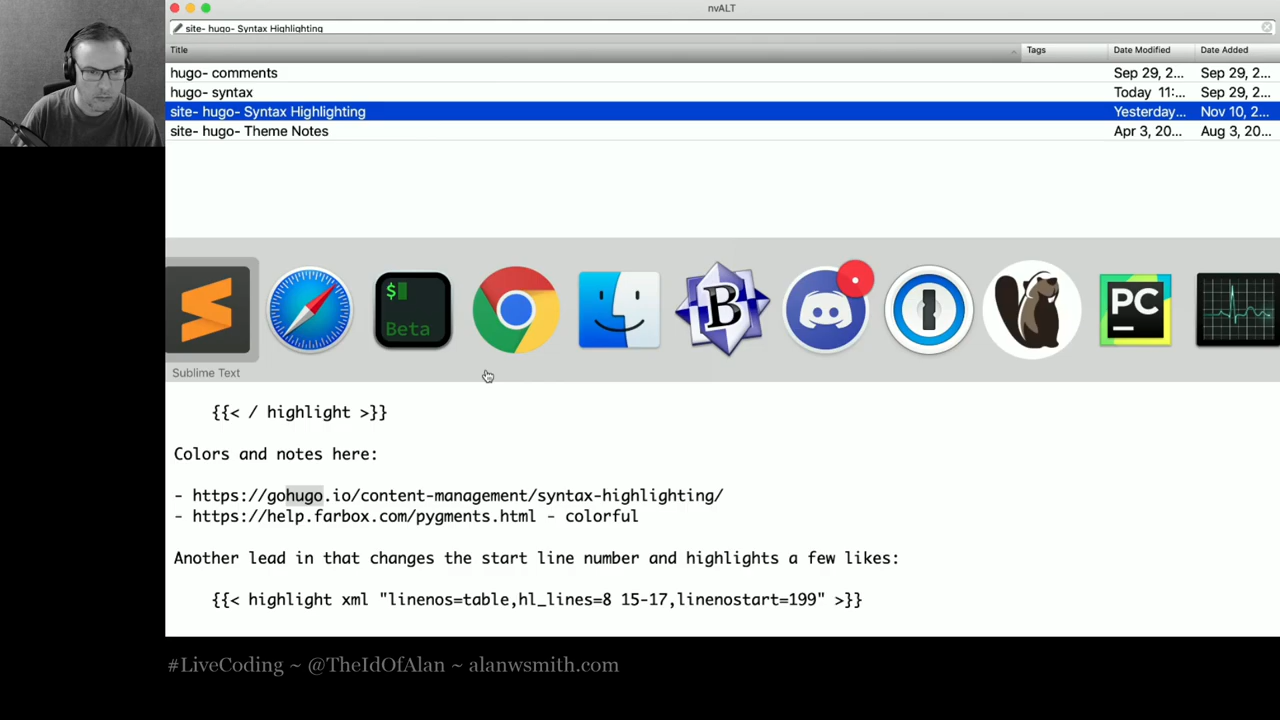 nvALT
site- hugo- Syntax Highlighting
Title Tags Date Modified Date Added
hugo- comments Sep 29, 2... Sep 29, 2...
hugo- syntax Today 11:... Sep 29, 2...
site- hugo- Syntax Highlighting Yesterday... Nov 10, 2...
site- hugo- Theme Notes Apr 3, 20... Aug 3, 20...
$
Beta
B
PC
Sublime Text
{{< / highlight >}}
Colors and notes here:
- https://gohugo.io/content-management/syntax-highlighting/
- https://help.farbox.com/pygments.html - colorful
Another lead in that changes the start line number and highlights a few likes:
{{< highlight xml "linenos=table,hl_lines=8 15-17,linenostart=199" >}}
#LiveCoding ~ @TheIdOfAlan ~ alanwsmith.com